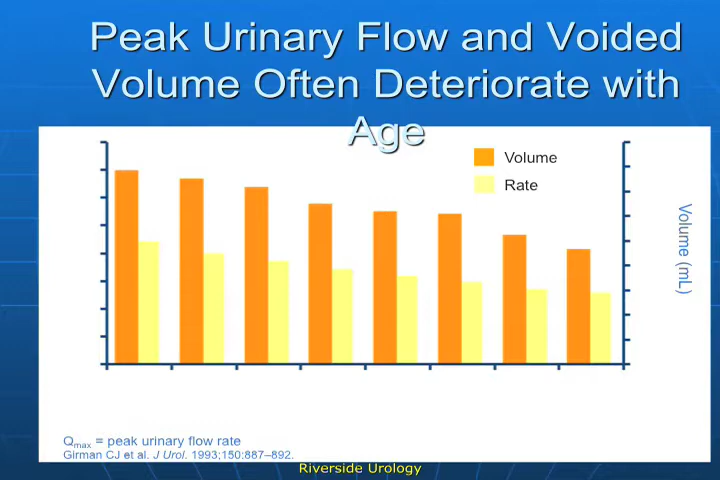 Peak Urinary Flow and Voided
Volume Often Deteriorate with
Age
Volume
Rate
Volume (mL)
Qmax = peak urinary flow rate
Girman CJ et al. J Urol. 1993;150:887–892.
Riverside Urology